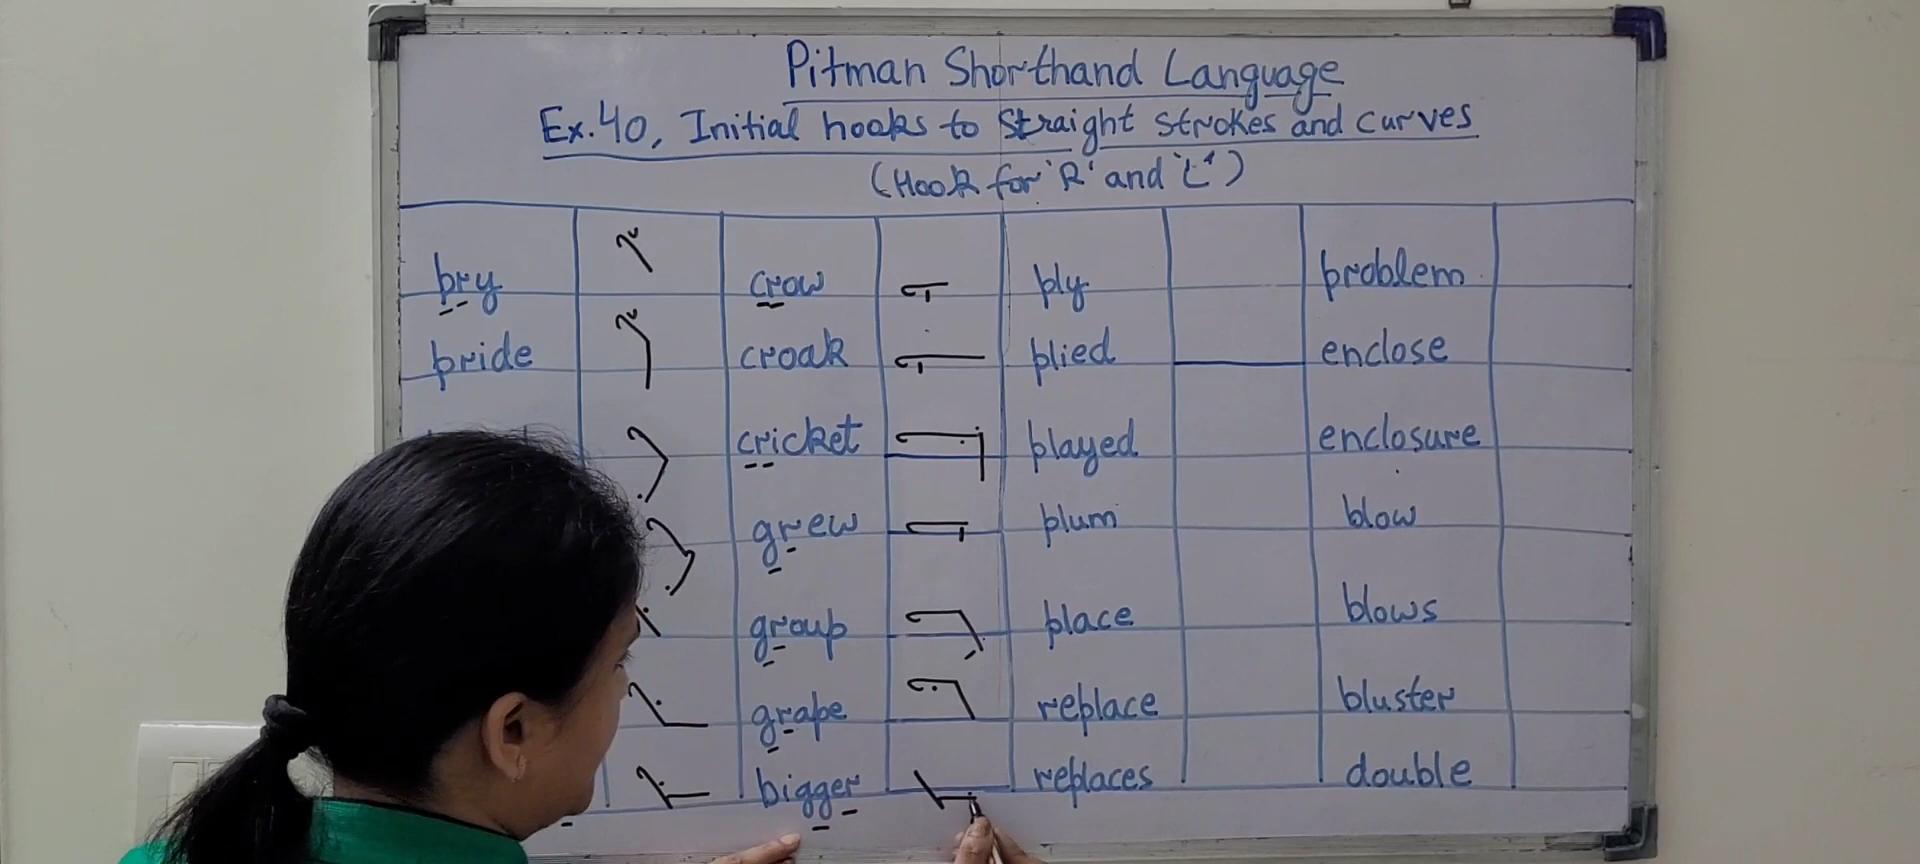 Pitman Shorthand Language
Ex.40, Initial hooks to straight strokes and curves
(Hook for 'R' and 'L')
bry crow ply problem
pride croak plied enclose
cricket played enclosure
grew plum blow
group place blows
grape replace bluster
bigger replaces double